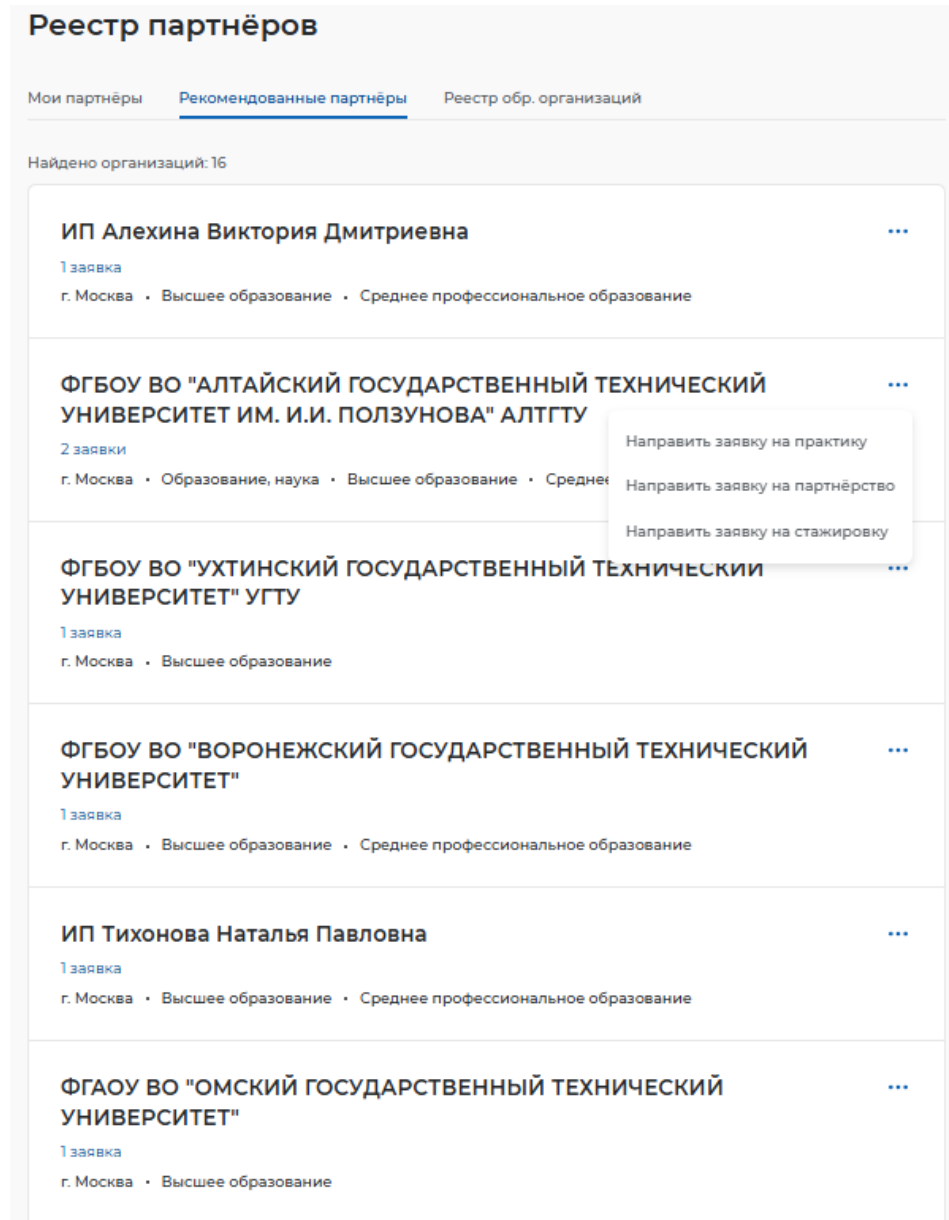 Реестр партнёров
Мои партнёры Рекомендованные партнёры Реестр обр. организаций
Найдено организаций: 16
ИП Алехина Виктория Дмитриевна
1 заявка
г. Москва • Высшее образование • Среднее профессиональное образование
ФГБОУ ВО "АЛТАЙСКИЙ ГОСУДАРСТВЕННЫЙ ТЕХНИЧЕСКИЙ
УНИВЕРСИТЕТ ИМ. И.И. ПОЛЗУНОВА" АЛТГТУ
2 заявки
г. Москва • Образование, наука • Высшее образование •
Направить заявку на практику
Направить заявку на партнёрство
Направить заявку на стажировку
ФГБОУ ВО "УХТИНСКИЙ ГОСУДАРСТВЕННЫЙ ТЕХНИЧЕСКИЙ
УНИВЕРСИТЕТ" УГТУ
1 заявка
г. Москва • Высшее образование
ФГБОУ ВО "ВОРОНЕЖСКИЙ ГОСУДАРСТВЕННЫЙ ТЕХНИЧЕСКИЙ
УНИВЕРСИТЕТ"
1 заявка
г. Москва • Высшее образование • Среднее профессиональное образование
ИП Тихонова Наталья Павловна
1 заявка
г. Москва • Высшее образование • Среднее профессиональное образование
ФГАОУ ВО "ОМСКИЙ ГОСУДАРСТВЕННЫЙ ТЕХНИЧЕСКИЙ
УНИВЕРСИТЕТ"
1 заявка
г. Москва • Высшее образование